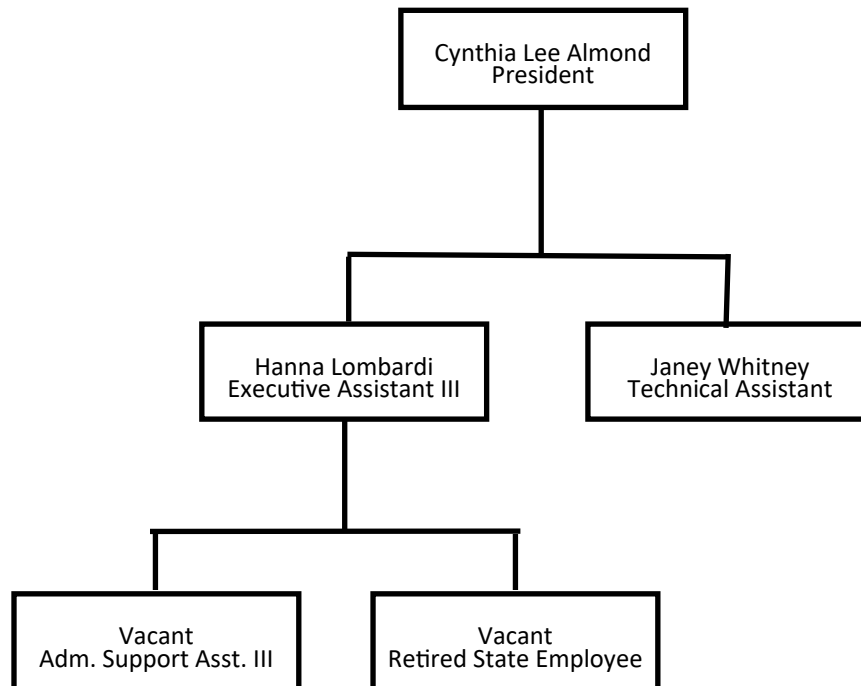 Cynthia Lee Almond
President
Hanna Lombardi
Executive Assistant III
Janey Whitney
Technical Assistant
Vacant
Adm. Support Asst. III
Vacant
Retired State Employee